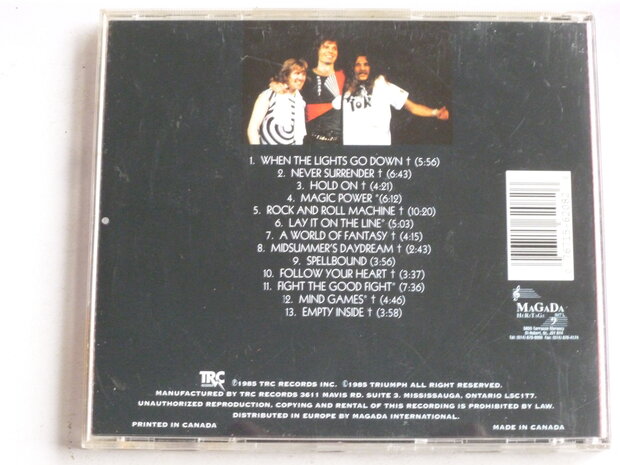 1. WHEN THE LIGHTS GO DOWN † (5:56)
2. NEVER SURRENDER † (6:43)
3. HOLD ON † (4:21)
4. MAGIC POWER * (6:12)
5. ROCK AND ROLL MACHINE † (10:20)
6. LAY IT ON THE LINE * (5:03)
7. A WORLD OF FANTASY † (4:15)
8. MIDSUMMER'S DAYDREAM † (2:43)
9. SPELLBOUND (3:56)
10. FOLLOW YOUR HEART † (3:37)
11. FIGHT THE GOOD FIGHT * (7:36)
12. MIND GAMES * † (4:46)
13. EMPTY INSIDE † (3:58)
MAGADA
HERITAGE
INT'L
TRC
℗1985 TRC RECORDS INC. ©1985 TRIUMPH ALL RIGHT RESERVED.
MANUFACTURED BY TRC RECORDS 3611 MAVIS RD. SUITE 3. MISSISSAUGA, ONTARIO L5C1T7.
UNAUTHORIZED REPRODUCTION, COPYING AND RENTAL OF THIS RECORDING IS PROHIBITED BY LAW.
DISTRIBUTED IN EUROPE BY MAGADA INTERNATIONAL.
PRINTED IN CANADA
MADE IN CANADA